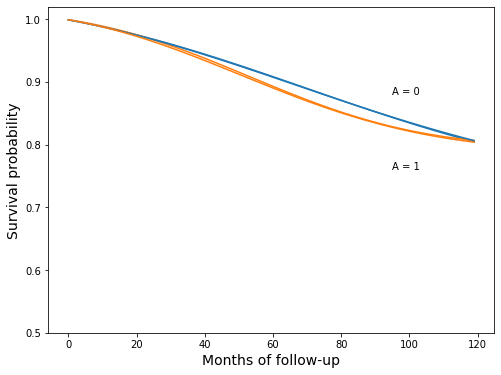 1.0
0.9
0.8
0.7
0.6
0.5
A = 0
A = 1
0 20 40 60 80 100 120
Months of follow-up
Survival probability